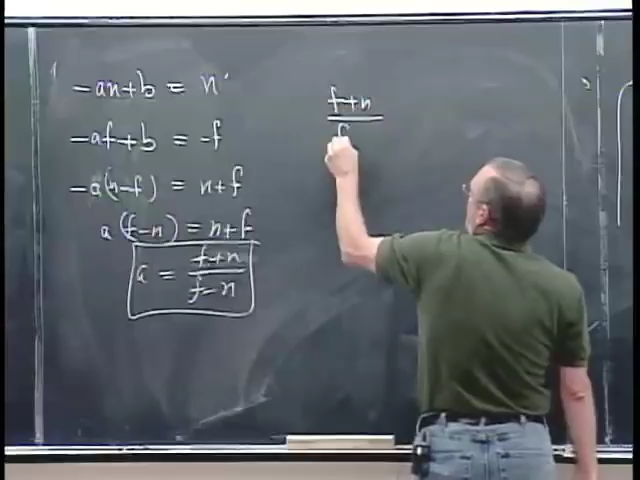 -an+b = n
-af+b = -f
-a(n-f) = n+f
a(f-n) = n+f
a = f+n / f-n
f+n
f